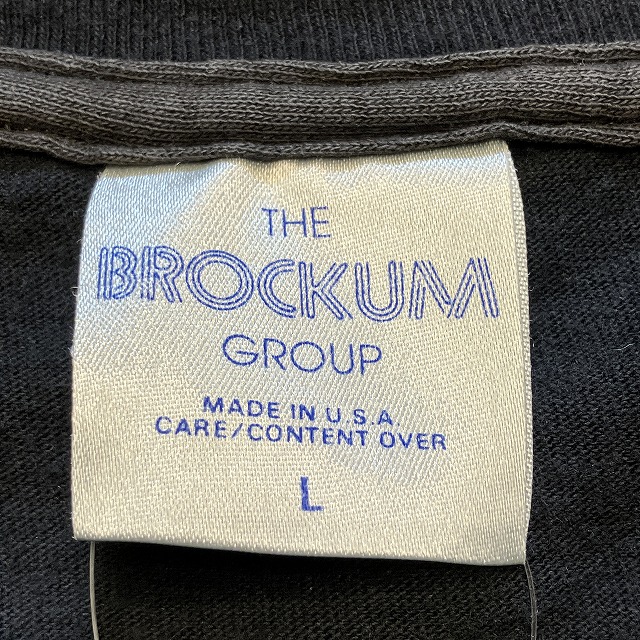 THE
BROCKUM
GROUP
MADE IN U.S.A
CARE/CONTENT OVER
L